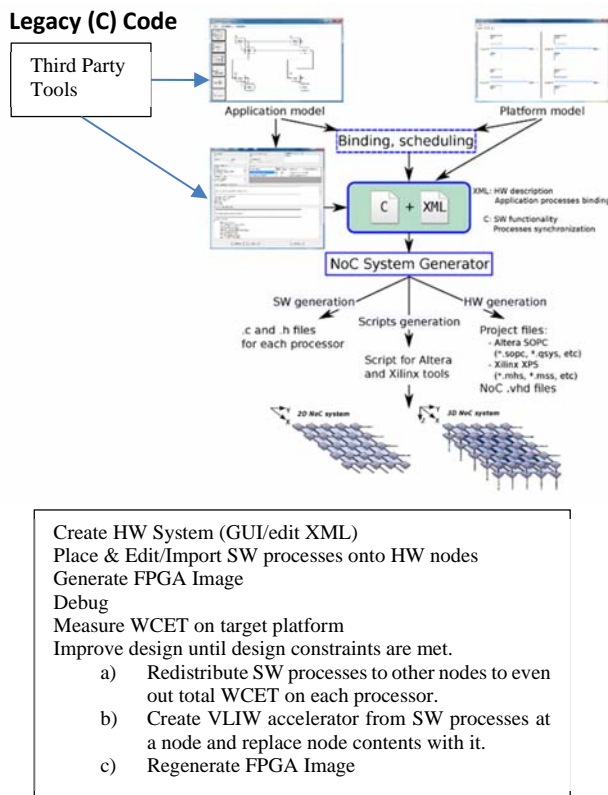 Legacy (C) Code
Third Party
Tools
Application model
Platform model
Binding, scheduling
C + XML
XML: HW description
Application processes binding
C: SW functionality
Processes synchronization
NoC System Generator
SW generation
HW generation
Scripts generation
.c and .h files
for each processor
Script for Altera
and Xilinx tools
Project files:
- Altera SOPC
(*.sopc, *.qsys, etc)
- Xilinx XPS
(*.mhs, *.mss, etc)
NoC .vhd files
2D NoC system
Y
X
3D NoC system
Y
X
Z
Create HW System (GUI/edit XML)
Place & Edit/Import SW processes onto HW nodes
Generate FPGA Image
Debug
Measure WCET on target platform
Improve design until design constraints are met.
a) Redistribute SW processes to other nodes to even
out total WCET on each processor.
b) Create VLIW accelerator from SW processes at
a node and replace node contents with it.
c) Regenerate FPGA Image